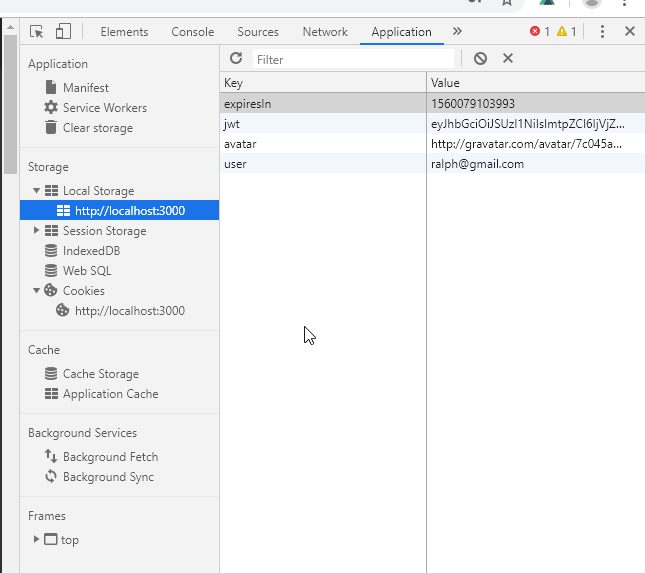 Elements Console Sources Network Application » 1 1
Application
Manifest
Service Workers
Clear storage
Storage
Local Storage
http://localhost:3000
Session Storage
IndexedDB
Web SQL
Cookies
http://localhost:3000
Cache
Cache Storage
Application Cache
Background Services
Background Fetch
Background Sync
Frames
top
Filter
Key Value
expiresIn 1560079103993
jwt eyJhbGciOiJSUzI1NiIsImtpZCI6IjVjZ...
avatar http://gravatar.com/avatar/7c045a...
user ralph@gmail.com